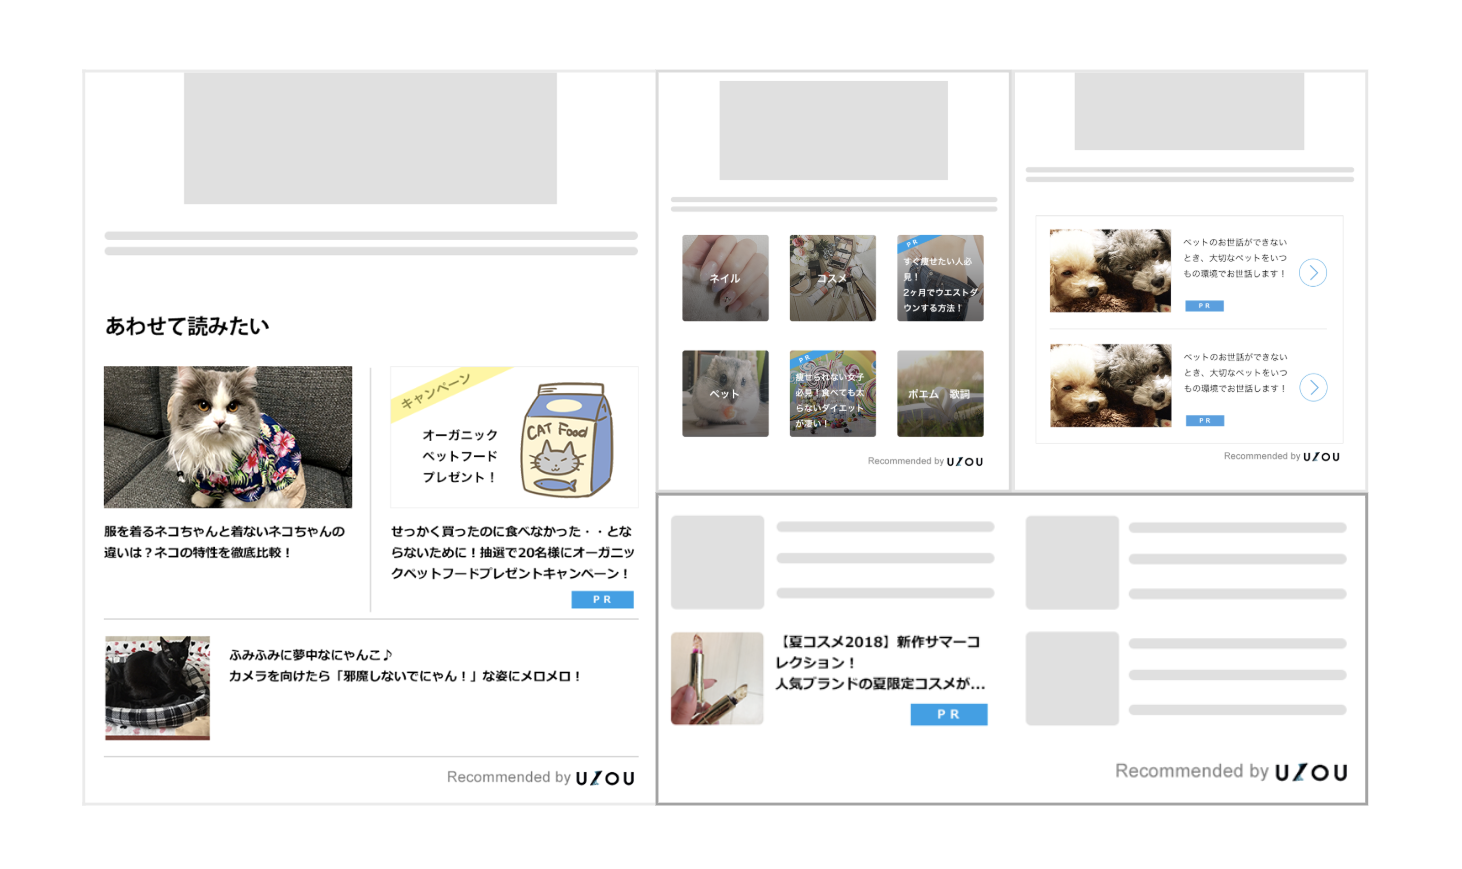 あわせて読みたい
キャンペーン
オーガニック
ペットフード
プレゼント！
CAT Food
服を着るネコちゃんと着ないネコちゃんの
違いは？ネコの特性を徹底比較！
せっかく買ったのに食べなかった・・とな
らないために！抽選で20名様にオーガニッ
クペットフードプレゼントキャンペーン！
PR
ふみふみに夢中なにゃんこ♪
カメラを向けたら「邪魔しないでにゃん！」な姿にメロメロ！
Recommended by UZOU
ネイル
コスメ
PR
すぐ痩せたい人必
見！
2ヶ月でウエストダ
ウンする方法！
ペット
PR
痩せられない女子
必見！食べても太
らないダイエット
が凄い！
ポエム　歌詞
Recommended by UZOU
ペットのお世話ができない
とき、大切なペットをいつ
もの環境でお世話します！
PR
ペットのお世話ができない
とき、大切なペットをいつ
もの環境でお世話します！
PR
Recommended by UZOU
【夏コスメ2018】新作サマーコ
レクション！
人気ブランドの夏限定コスメが...
PR
Recommended by UZOU